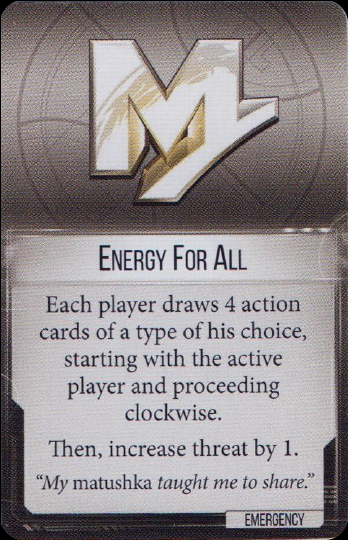 My
ENERGY FOR ALL
Each player draws 4 action
cards of a type of his choice,
starting with the active
player and proceeding
clockwise.
Then, increase threat by 1.
“My matushka taught me to share.”
EMERGENCY